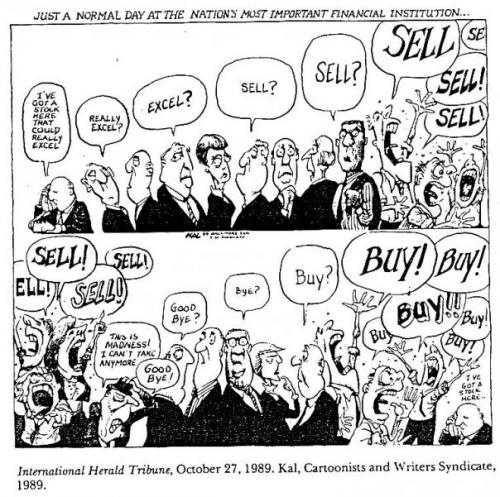 JUST A NORMAL DAY AT THE NATION'S MOST IMPORTANT FINANCIAL INSTITUTION...
I'VE
GOT A
STOCK
HERE
THAT
COULD
REALLY
EXCEL
REALLY
EXCEL?
EXCEL?
SELL?
SELL?
SELL
SE
SELL!
SELL!
KAL
SELL!
SELL!
ELL!
SELL!
THIS IS
MADNESS!
I CAN'T TAKE
ANYMORE
GOOD
BYE!
GOOD
BYE?
BYE?
BUY?
BUY!
BUY!
BUY!!
BUY!
BUY
BUY!
I'VE
GOT A
STOCK
HERE...
International Herald Tribune, October 27, 1989. Kal, Cartoonists and Writers Syndicate,
1989.